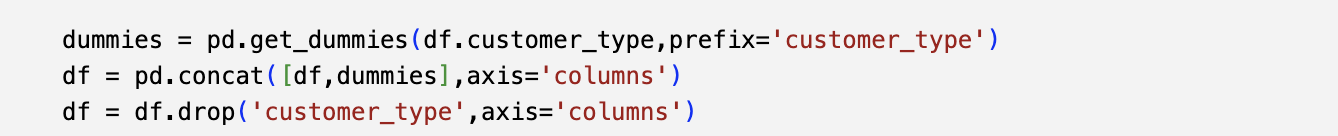 dummies = pd.get_dummies(df.customer_type,prefix='customer_type')
df = pd.concat([df,dummies],axis='columns')
df = df.drop('customer_type',axis='columns')